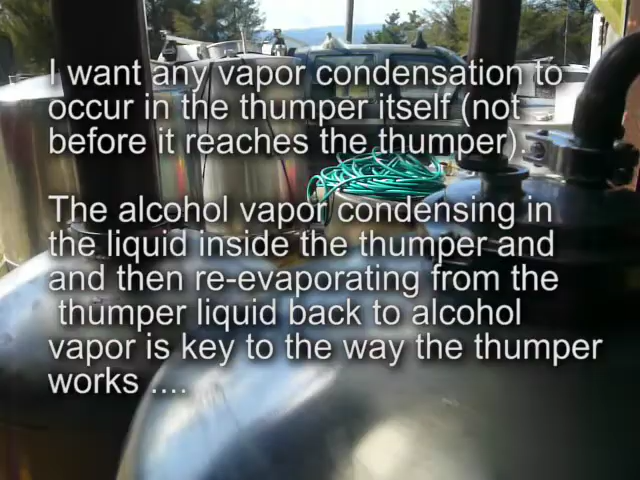 I want any vapor condensation to
occur in the thumper itself (not
before it reaches the thumper).
The alcohol vapor condensing in
the liquid inside the thumper and
and then re-evaporating from the
thumper liquid back to alcohol
vapor is key to the way the thumper
works ....